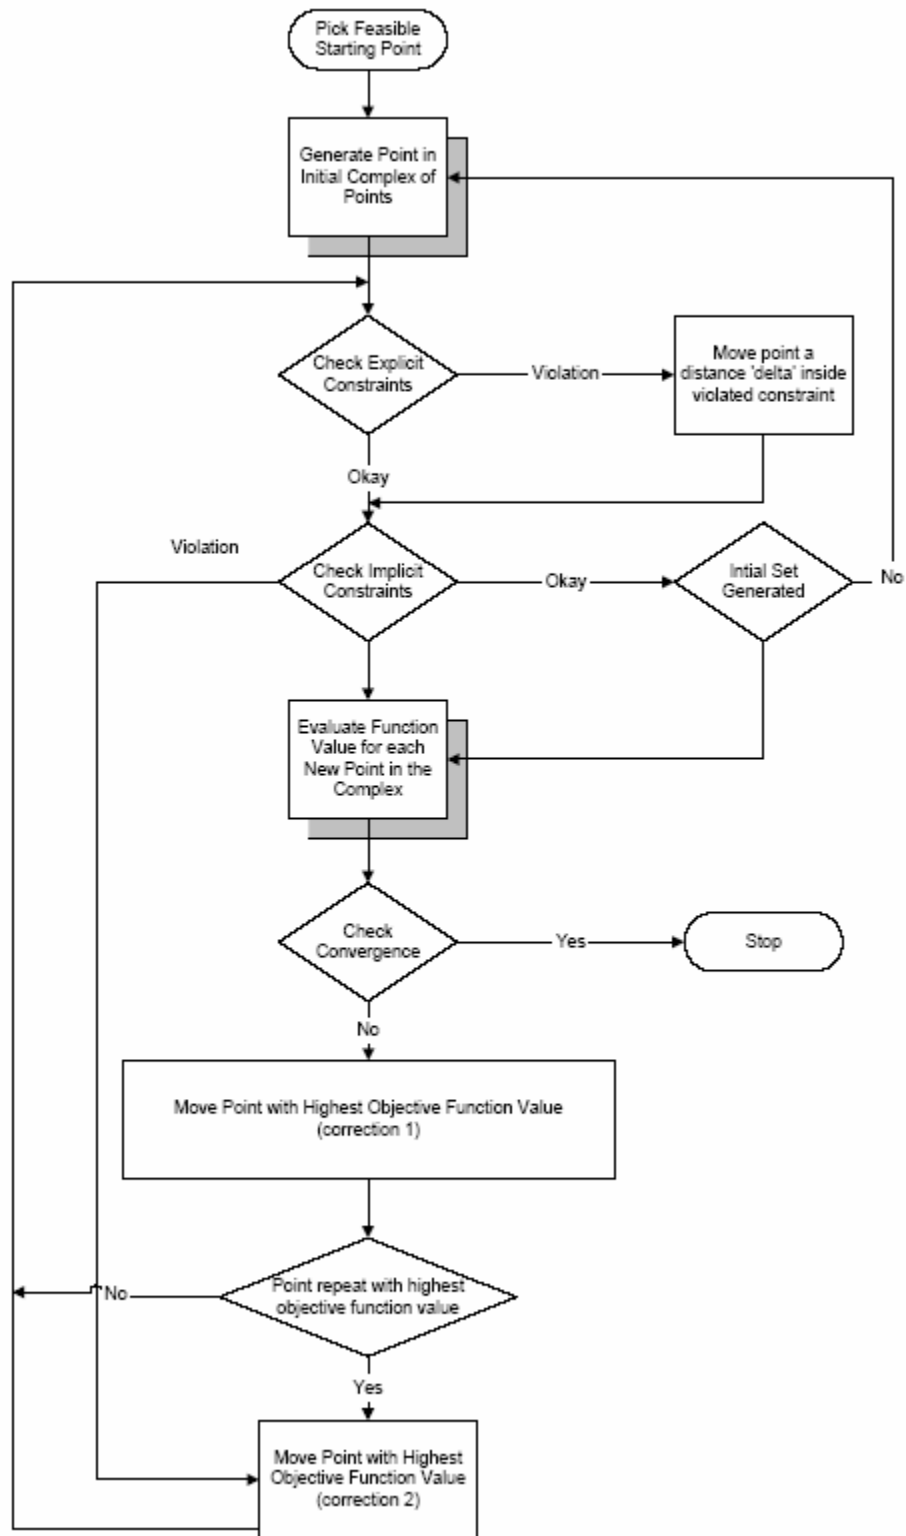 Pick Feasible
Starting Point
Generate Point in
Initial Complex of
Points
Check Explicit
Constraints
Violation
Move point a
distance 'delta' inside
violated constraint
Okay
Violation
Check Implicit
Constraints
Okay
Intial Set
Generated
No
Evaluate Function
Value for each
New Point in the
Complex
Check
Convergence
Yes
Stop
No
Move Point with Highest Objective Function Value
(correction 1)
Point repeat with highest
objective function value
No
Yes
Move Point with Highest
Objective Function Value
(correction 2)